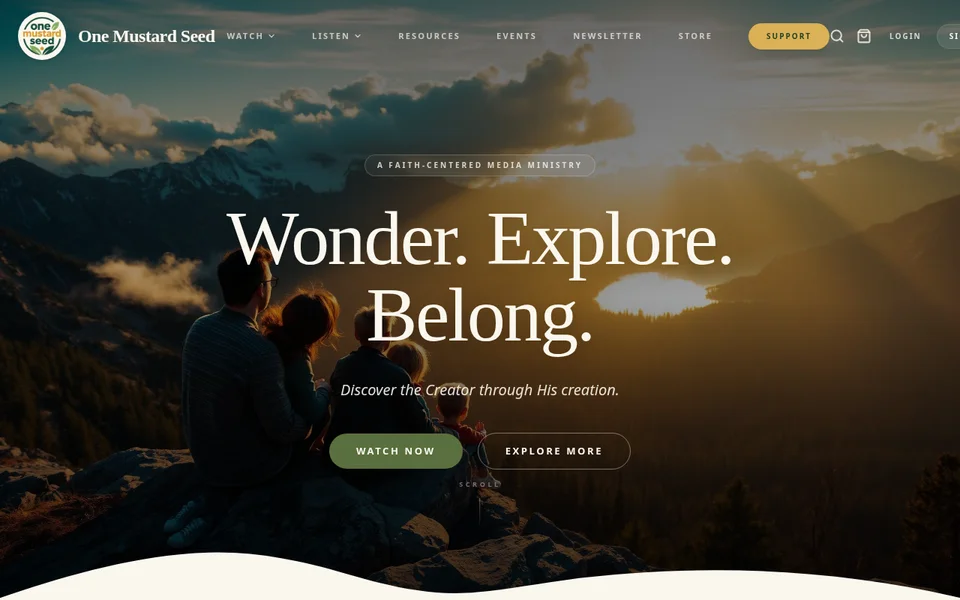 one
mustard
seed
One Mustard Seed
WATCH
LISTEN
RESOURCES
EVENTS
NEWSLETTER
STORE
SUPPORT
LOGIN
SI
A FAITH-CENTERED MEDIA MINISTRY
Wonder. Explore.
Belong.
Discover the Creator through His creation.
WATCH NOW
EXPLORE MORE
SCROLL